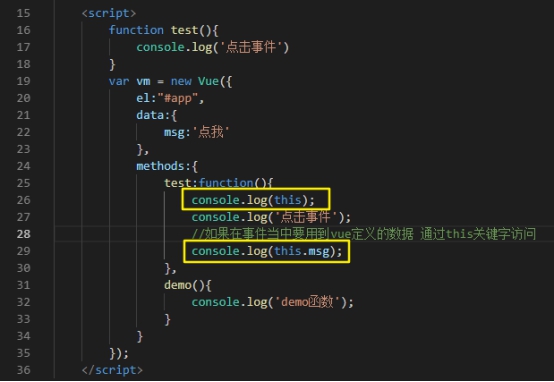 15 <script>
16 function test(){
17 console.log('点击事件')
18 }
19 var vm = new Vue({
20 el:"#app",
21 data:{
22 msg:'点我'
23 },
24 methods:{
25 test:function(){
26 console.log(this);
27 console.log('点击事件');
28 //如果在事件当中要用到vue定义的数据 通过this关键字访问
29 console.log(this.msg);
30 },
31 demo(){
32 console.log('demo函数');
33 }
34 }
35 });
36 </script>